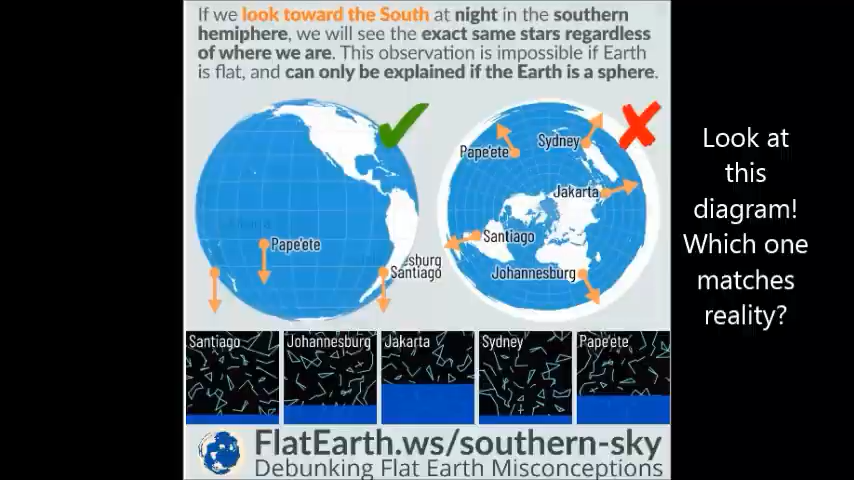 If we look toward the South at night in the southern
hemisphere, we will see the exact same stars regardless
of where we are. This observation is impossible if Earth
is flat, and can only be explained if the Earth is a sphere.
Pape'ete
esburg
Santiago
Pape'ete
Sydney
Jakarta
Santiago
Johannesburg
Look at
this
diagram!
Which one
matches
reality?
Santiago
Johannesburg
Jakarta
Sydney
Pape'ete
FlatEarth.ws/southern-sky
Debunking Flat Earth Misconceptions